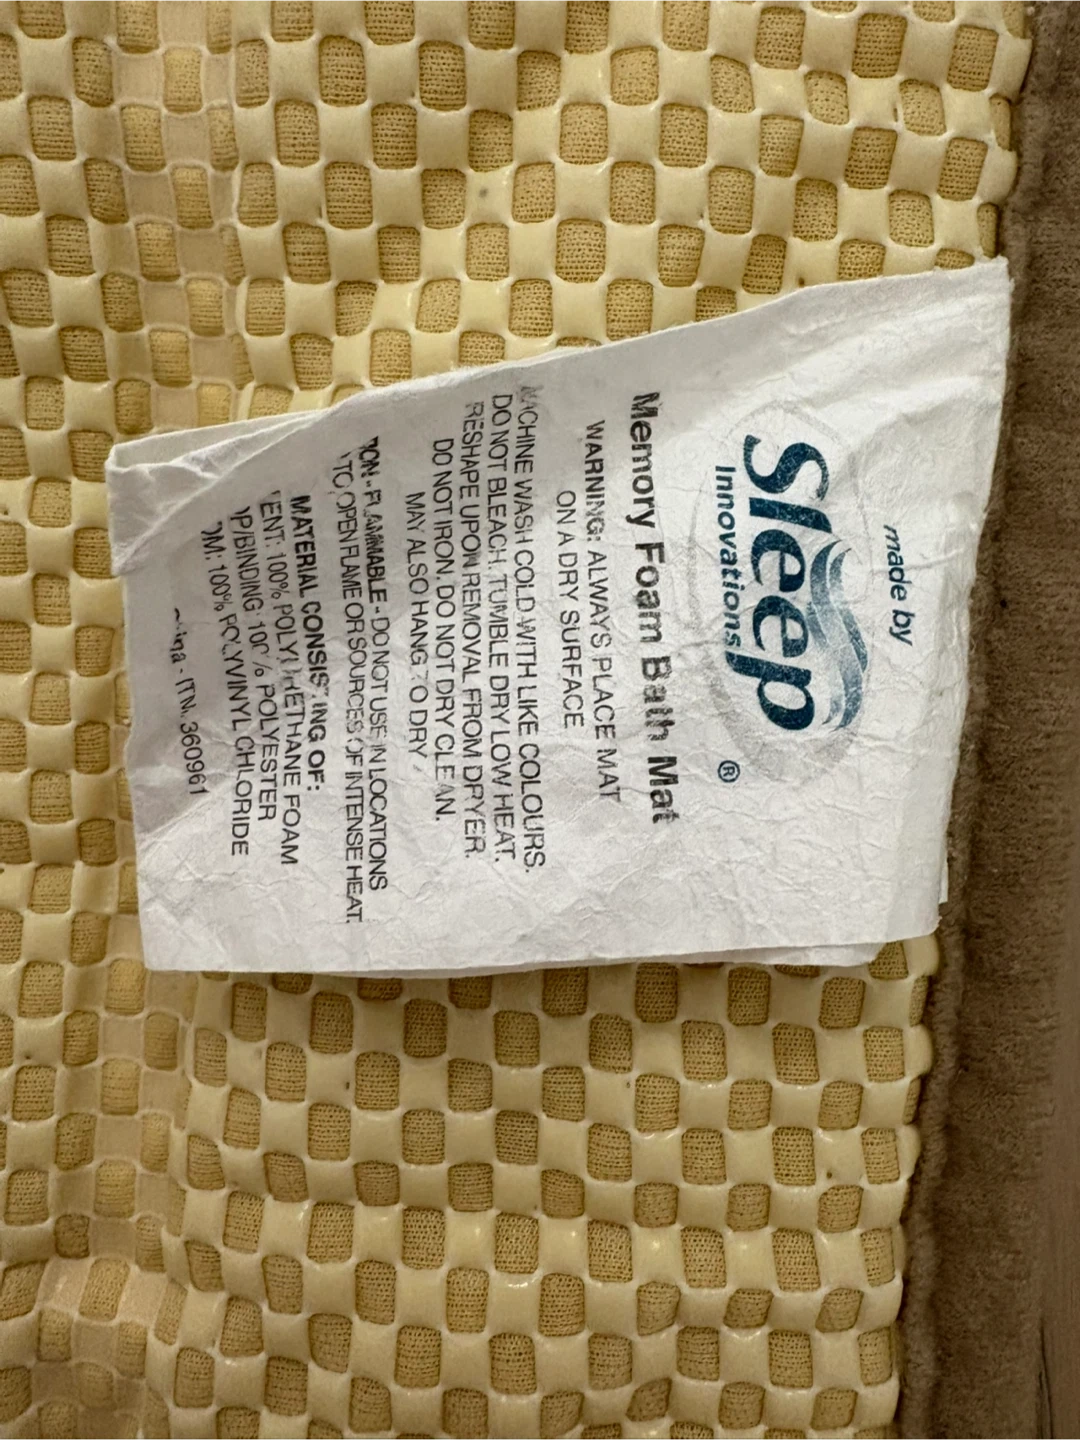 made by
Sleep
Innovations®
Memory Foam Bath Mat
WARNING: ALWAYS PLACE MAT
ON A DRY SURFACE
MACHINE WASH COLD WITH LIKE COLOURS.
DO NOT BLEACH. TUMBLE DRY LOW HEAT.
RESHAPE UPON REMOVAL FROM DRYER.
DO NOT IRON. DO NOT DRY CLEAN.
MAY ALSO HANG TO DRY
FLAMMABLE - DO NOT USE IN LOCATIONS
TO OPEN FLAME OR SOURCES OF INTENSE HEAT.
MATERIAL CONSISTING OF:
100% POLYURETHANE FOAM
BINDING 100% POLYESTER
100% POLYVINYL CHLORIDE
360961